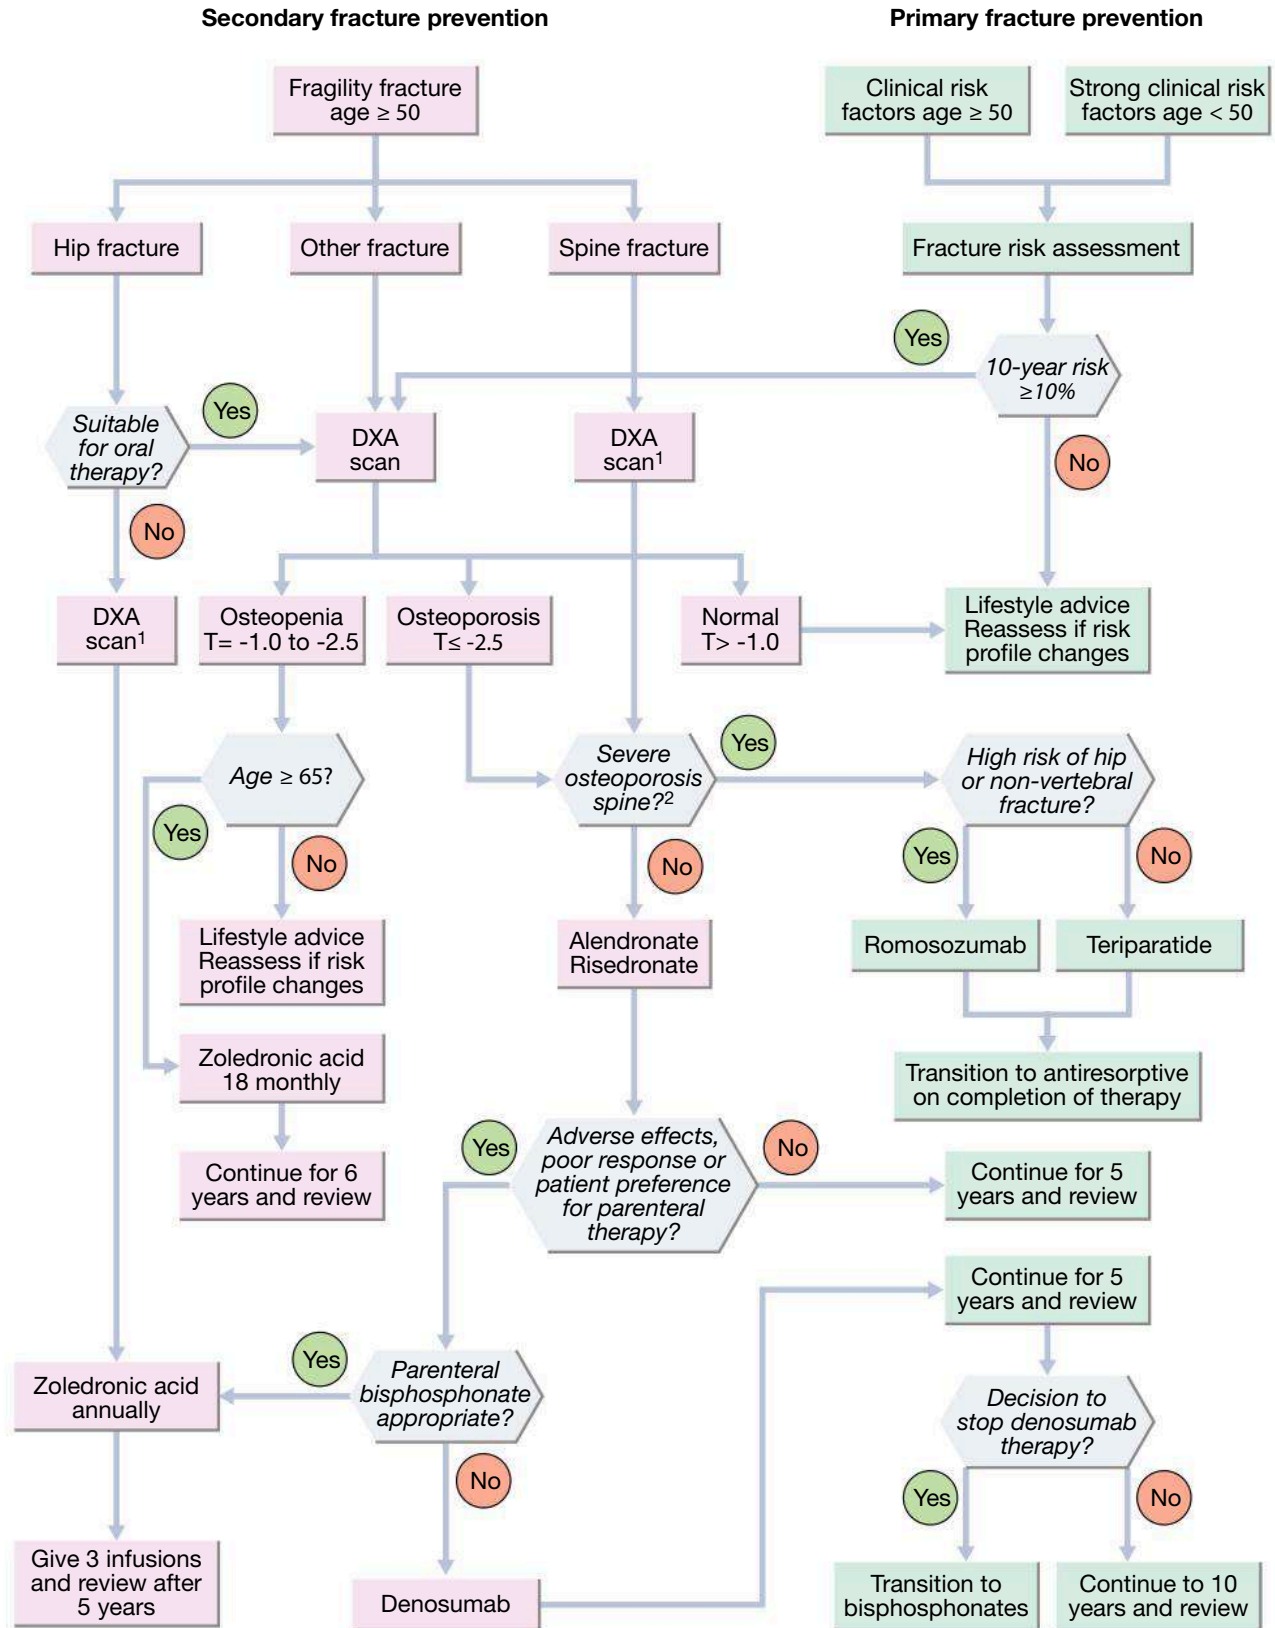 Secondary fracture prevention
Primary fracture prevention
Fragility fracture
age ≥ 50
Clinical risk
factors age ≥ 50
Strong clinical risk
factors age < 50
Hip fracture
Other fracture
Spine fracture
Fracture risk assessment
Yes
10-year risk
≥10%
Suitable
for oral
therapy?
Yes
DXA
scan
DXA
scan¹
No
No
DXA
scan¹
Osteopenia
T= -1.0 to -2.5
Osteoporosis
T≤ -2.5
Normal
T> -1.0
Lifestyle advice
Reassess if risk
profile changes
Age ≥ 65?
Severe
osteoporosis
spine?²
Yes
High risk of hip
or non-vertebral
fracture?
Yes
No
No
Yes
No
Lifestyle advice
Reassess if risk
profile changes
Alendronate
Risedronate
Romosozumab
Teriparatide
Zoledronic acid
18 monthly
Transition to antiresorptive
on completion of therapy
Continue for 6
years and review
Yes
Adverse effects,
poor response or
patient preference
for parenteral
therapy?
No
Continue for 5
years and review
Continue for 5
years and review
Zoledronic acid
annually
Yes
Parenteral
bisphosphonate
appropriate?
Decision to
stop denosumab
therapy?
No
Yes
No
Give 3 infusions
and review after
5 years
Denosumab
Transition to
bisphosphonates
Continue to 10
years and review